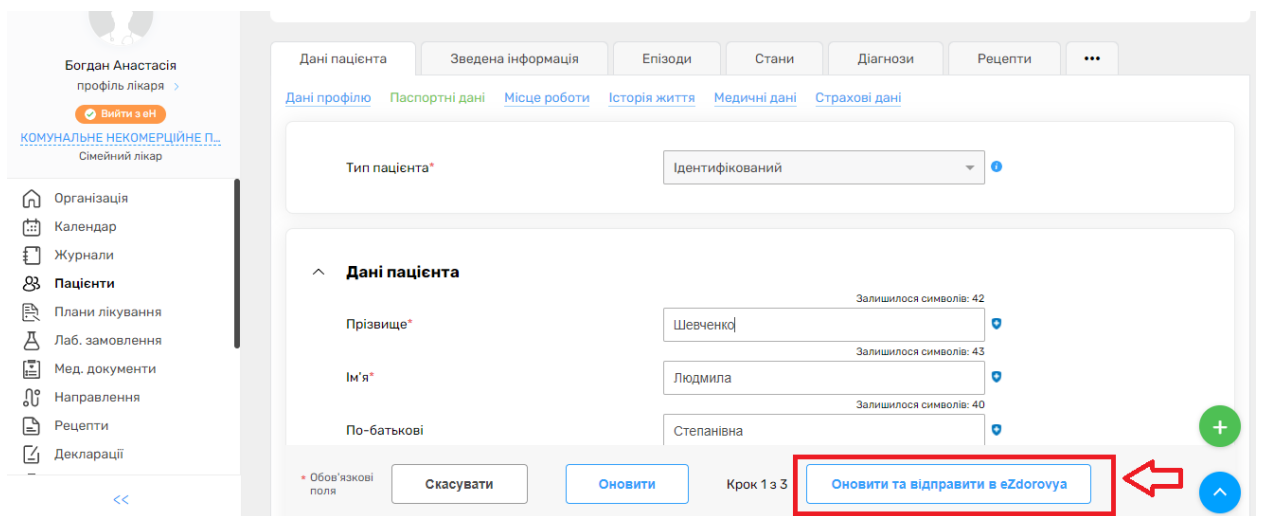 Богдан Анастасія
профіль лікаря >
Вийти з еН
КОМУНАЛЬНЕ НЕКОМЕРЦІЙНЕ П...
Сімейний лікар
Організація
Календар
Журнали
Пацієнти
Плани лікування
Лаб. замовлення
Мед. документи
Направлення
Рецепти
Декларації
<<
Дані пацієнта Зведена інформація Епізоди Стани Діагнози Рецепти •••
Дані профілю Паспортні дані Місце роботи Історія життя Медичні дані Страхові дані
Тип пацієнта* Ідентифікований
Дані пацієнта
Залишилося символів: 42
Прізвище* Шевченко
Залишилося символів: 43
Ім'я* Людмила
Залишилося символів: 40
По-батькові Степанівна
* Обов'язкові
поля
Скасувати Оновити Крок 1 з 3 Оновити та відправити в eZdorovya